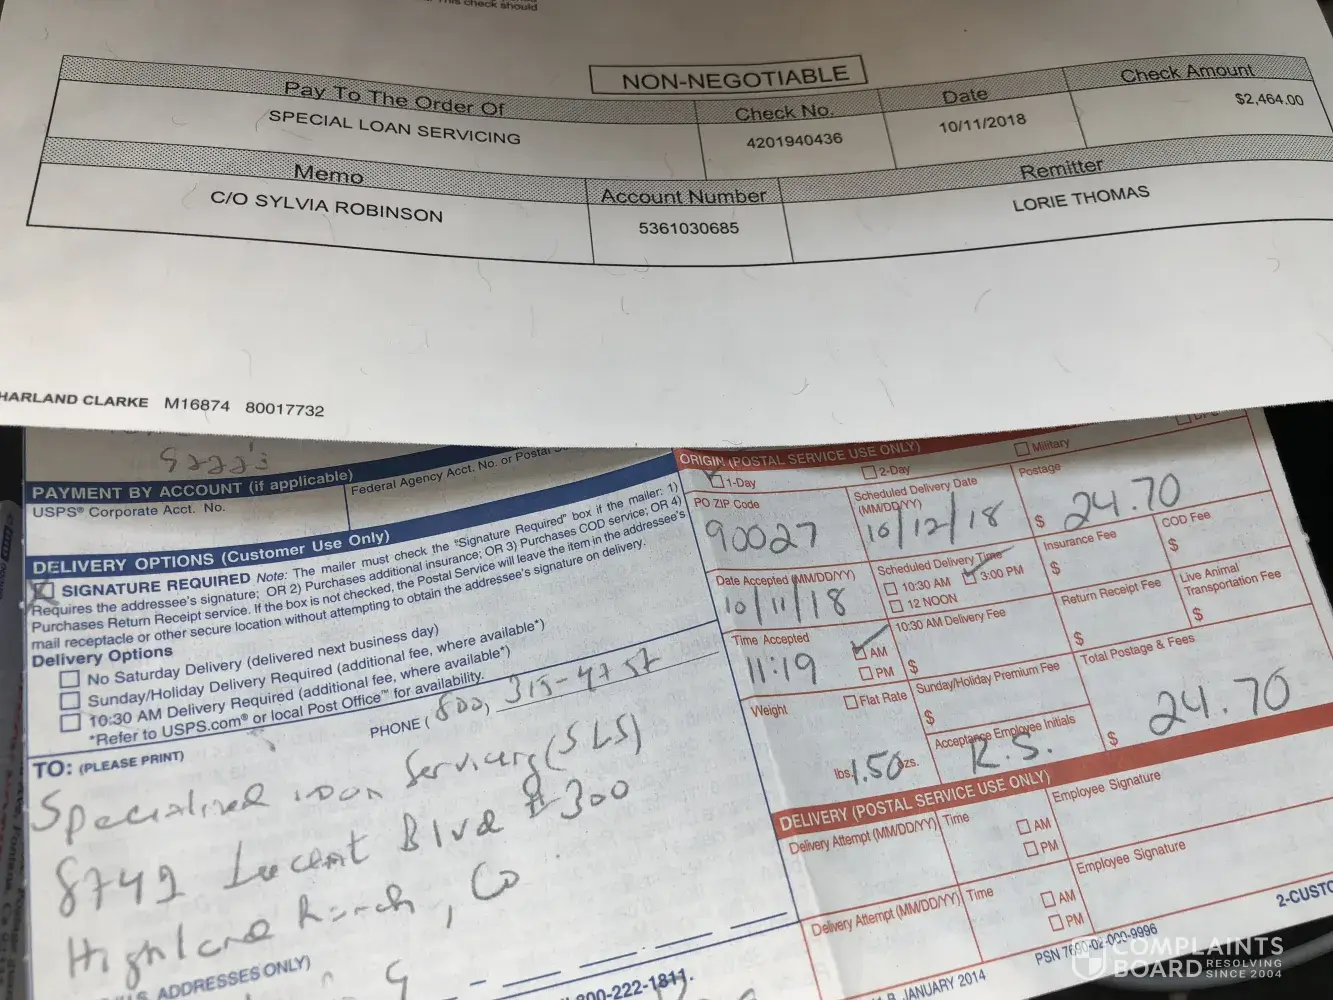 This check should
NON-NEGOTIABLE
Pay To The Order Of
Check No.
Date
Check Amount
SPECIAL LOAN SERVICING
4201940436
10/11/2018
$2,464.00
Memo
Account Number
Remitter
C/O SYLVIA ROBINSON
5361030685
LORIE THOMAS
HARLAND CLARKE M16874 80017732
PAYMENT BY ACCOUNT (if applicable)
USPS® Corporate Acct. No.
Federal Agency Acct. No. or Postal
DELIVERY OPTIONS (Customer Use Only)
SIGNATURE REQUIRED Note: The mailer must check the "Signature Required" box if the mailer: 1)
Requires the addressee's signature; OR 2) Purchases additional insurance; OR 3) Purchases COD service; OR 4)
Purchases Return Receipt service. If the box is not checked, the Postal Service will leave the item in the addressee's
mail receptacle or other secure location without attempting to obtain the addressee's signature on delivery.
Delivery Options
No Saturday Delivery (delivered next business day)
Sunday/Holiday Delivery Required (additional fee, where available*)
10:30 AM Delivery Required (additional fee, where available*)
*Refer to USPS.com® or local Post Office™ for availability.
TO: (PLEASE PRINT)
PHONE (800) 315-4757
Specialized Loan Servicing (SLS)
8742 Lucent Blvd #300
Highland Ranch, Co
ADDRESSES ONLY)
800-222-1811.
ORIGIN (POSTAL SERVICE USE ONLY)
1-Day
2-Day
Military
PO ZIP Code
90027
Scheduled Delivery Date
(MM/DD/YY)
10/12/18
Postage
$ 24.70
Date Accepted (MM/DD/YY)
10/11/18
Scheduled Delivery Time
10:30 AM
3:00 PM
12 NOON
Insurance Fee
$
COD Fee
$
Time Accepted
11:19
AM
PM
10:30 AM Delivery Fee
$
Return Receipt Fee
$
Live Animal
Transportation Fee
$
Weight
Flat Rate
lbs. 1.50 ozs.
Sunday/Holiday Premium Fee
$
Total Postage & Fees
$ 24.70
Acceptance Employee Initials
R.S.
DELIVERY (POSTAL SERVICE USE ONLY)
Delivery Attempt (MM/DD/YY)
Time
AM
PM
Employee Signature
Delivery Attempt (MM/DD/YY)
Time
AM
PM
Employee Signature
JANUARY 2014
PSN 7690-02-000-9996
2-CUSTO
COMPLAINTS
BOARD RESOLVING
SINCE 2004